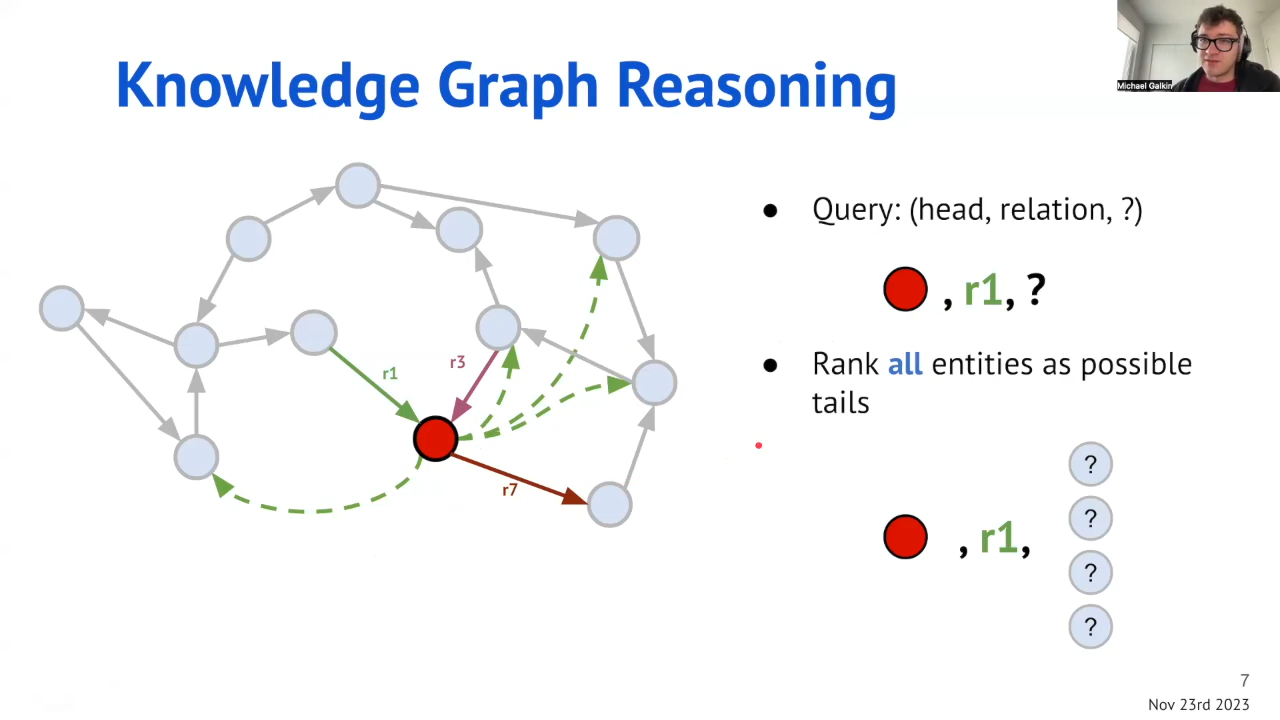 Knowledge Graph Reasoning
Michael Galkin
● Query: (head, relation, ?)
, r1, ?
● Rank all entities as possible
tails
r1
r3
r7
, r1,
?
?
?
?
7
Nov 23rd 2023